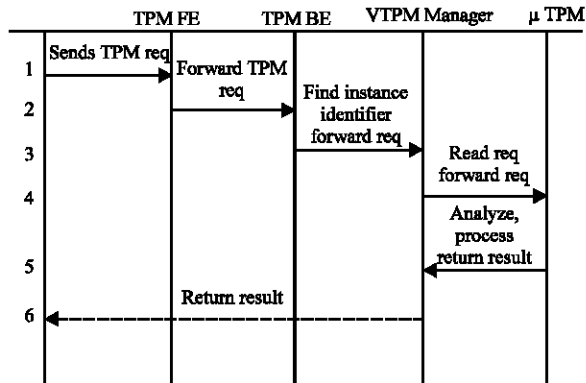 TPM FE TPM BE VTPM Manager μ TPM
Sends TPM req
1
Forward TPM
req
2
Find instance
identifier
forward req
3
Read req
forward req
4
Analyze,
process
return result
5
Return result
6